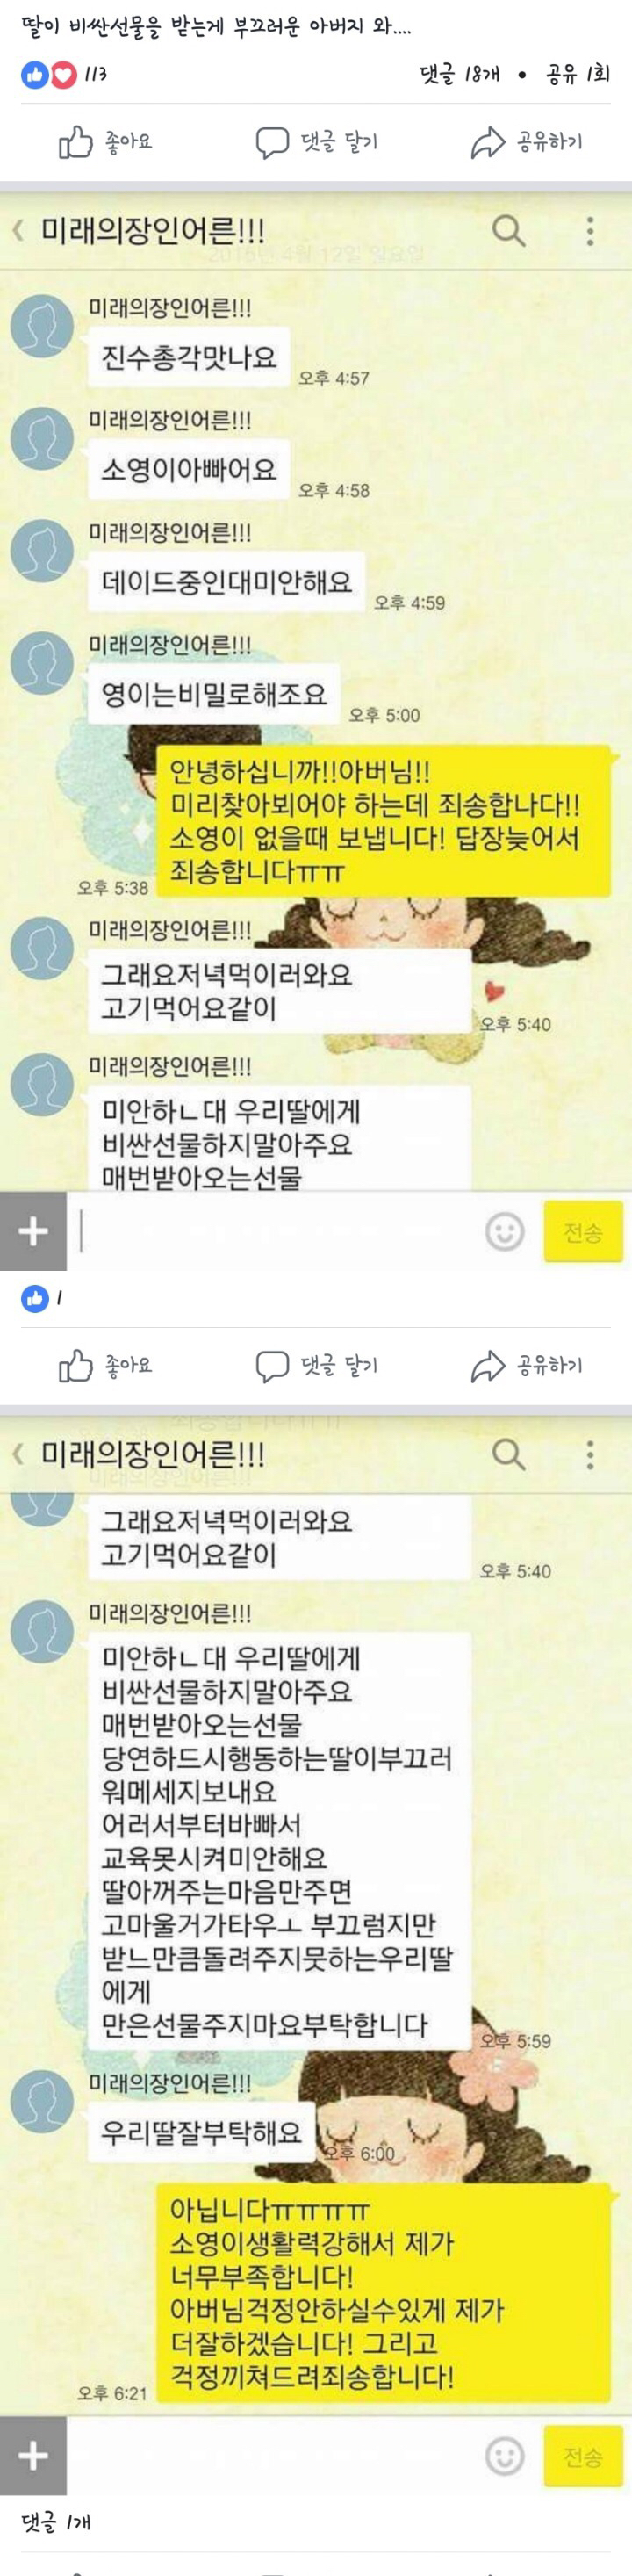 딸이 비싼선물을 받는게 부끄러운 아버지 와....
113
댓글 18개 • 공유 1회
좋아요 댓글 달기 공유하기
미래의장인어른!!!
2015년 4월 12일 일요일
미래의장인어른!!!
진수총각맛나요
오후 4:57
미래의장인어른!!!
소영이아빠어요
오후 4:58
미래의장인어른!!!
데이드중인대미안해요
오후 4:59
미래의장인어른!!!
영이는비밀로해조요
오후 5:00
안녕하십니까!!아버님!!
미리찾아뵈어야 하는데 죄송합나다!!
소영이 없을때 보냅니다! 답장늦어서
죄송합니다ㅠㅠ
오후 5:38
미래의장인어른!!!
그래요저녁먹이러와요
고기먹어요같이
오후 5:40
미래의장인어른!!!
미안하ㄴ대 우리딸에게
비싼선물하지말아주요
매번받아오는선물
전송
1
좋아요 댓글 달기 공유하기
죄송합니다ㅠㅠ
미래의장인어른!!!
미래의장인어른!!!
그래요저녁먹이러와요
고기먹어요같이
오후 5:40
미래의장인어른!!!
미안하ㄴ대 우리딸에게
비싼선물하지말아주요
매번받아오는선물
당연하드시행동하는딸이부끄러
워메세지보내요
어러서부터바빠서
교육못시켜미안해요
딸아꺼주는마음만주면
고마울거가타우ㅗ 부끄럼지만
받느만큼돌려주지뭇하는우리딸
에게
만은선물주지마요부탁합니다
오후 5:59
미래의장인어른!!!
우리딸잘부탁해요
오후 6:00
아닙니다ㅠㅠㅠㅠ
소영이생활력강해서 제가
너무부족합니다!
아버님걱정안하실수있게 제가
더잘하겠습니다! 그리고
걱정끼쳐드려죄송합니다!
오후 6:21
전송
댓글 1개